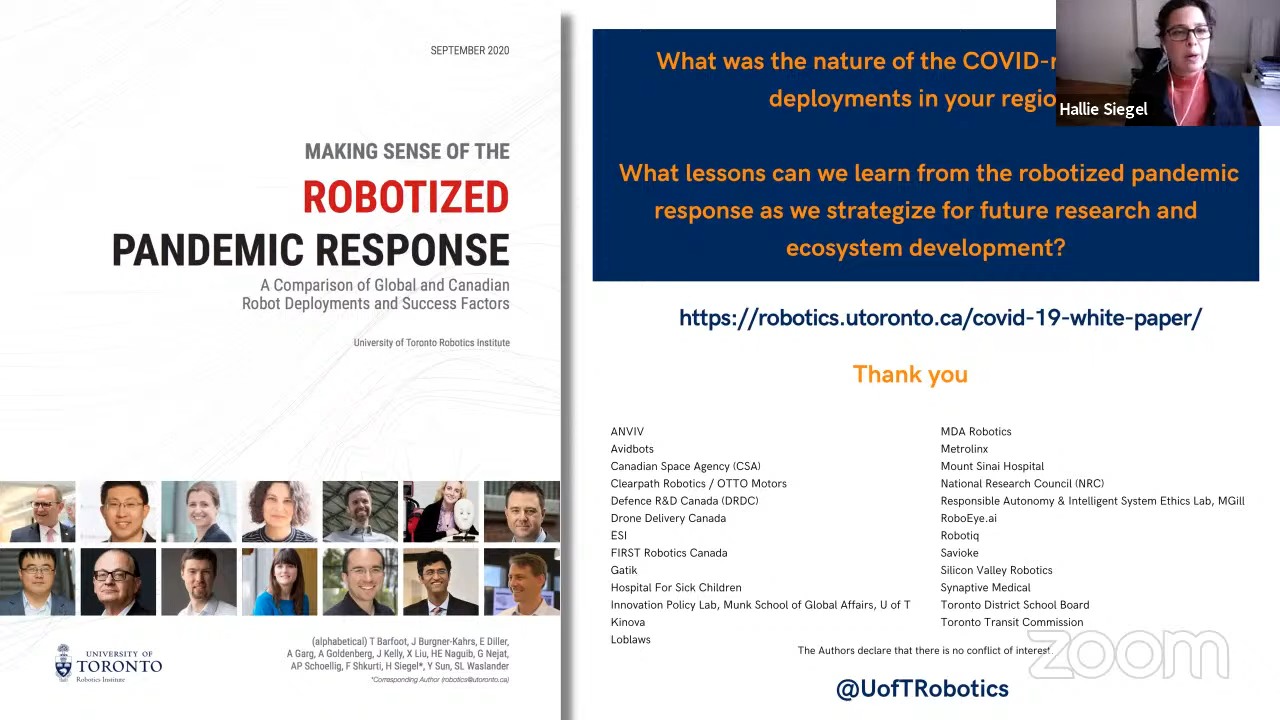 SEPTEMBER 2020
MAKING SENSE OF THE
ROBOTIZED
PANDEMIC RESPONSE
A Comparison of Global and Canadian
Robot Deployments and Success Factors
University of Toronto Robotics Institute
UNIVERSITY OF
TORONTO
Robotics Institute
(alphabetical) T Barfoot, J Burgner-Kahrs, E Diller,
A Garg, A Goldenberg, J Kelly, X Liu, HE Naguib, G Nejat,
AP Schoellig, F Shkurti, H Siegel*, Y Sun, SL Waslander
*Corresponding Author (robotics@utoronto.ca)
What was the nature of the COVID-
deployments in your regio
Hallie Siegel
What lessons can we learn from the robotized pandemic
response as we strategize for future research and
ecosystem development?
https://robotics.utoronto.ca/covid-19-white-paper/
Thank you
ANVIV
Avidbots
Canadian Space Agency (CSA)
Clearpath Robotics / OTTO Motors
Defence R&D Canada (DRDC)
Drone Delivery Canada
ESI
FIRST Robotics Canada
Gatik
Hospital For Sick Children
Innovation Policy Lab, Munk School of Global Affairs, U of T
Kinova
Loblaws
MDA Robotics
Metrolinx
Mount Sinai Hospital
National Research Council (NRC)
Responsible Autonomy & Intelligent System Ethics Lab, MGill
RoboEye.ai
Robotiq
Savioke
Silicon Valley Robotics
Synaptive Medical
Toronto District School Board
Toronto Transit Commission
The Authors declare that there is no conflict of interest.
zoom
@UofTRobotics